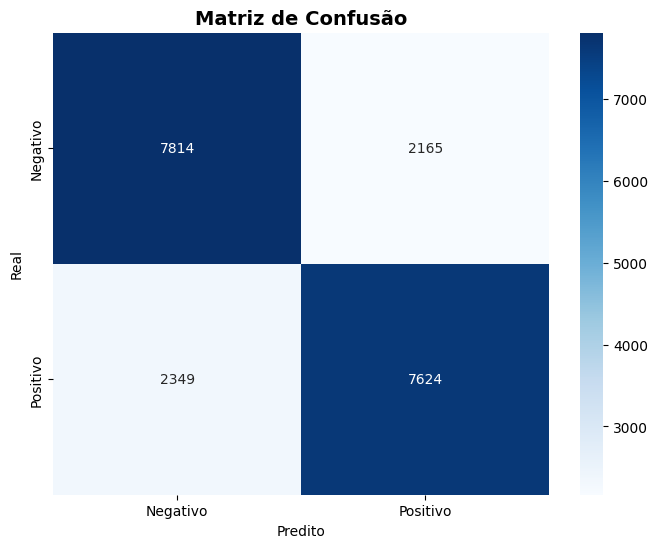 Matriz de Confusão
Negativo
Positivo
Real
7814
2165
2349
7624
Negativo
Positivo
Predito
7000
6000
5000
4000
3000